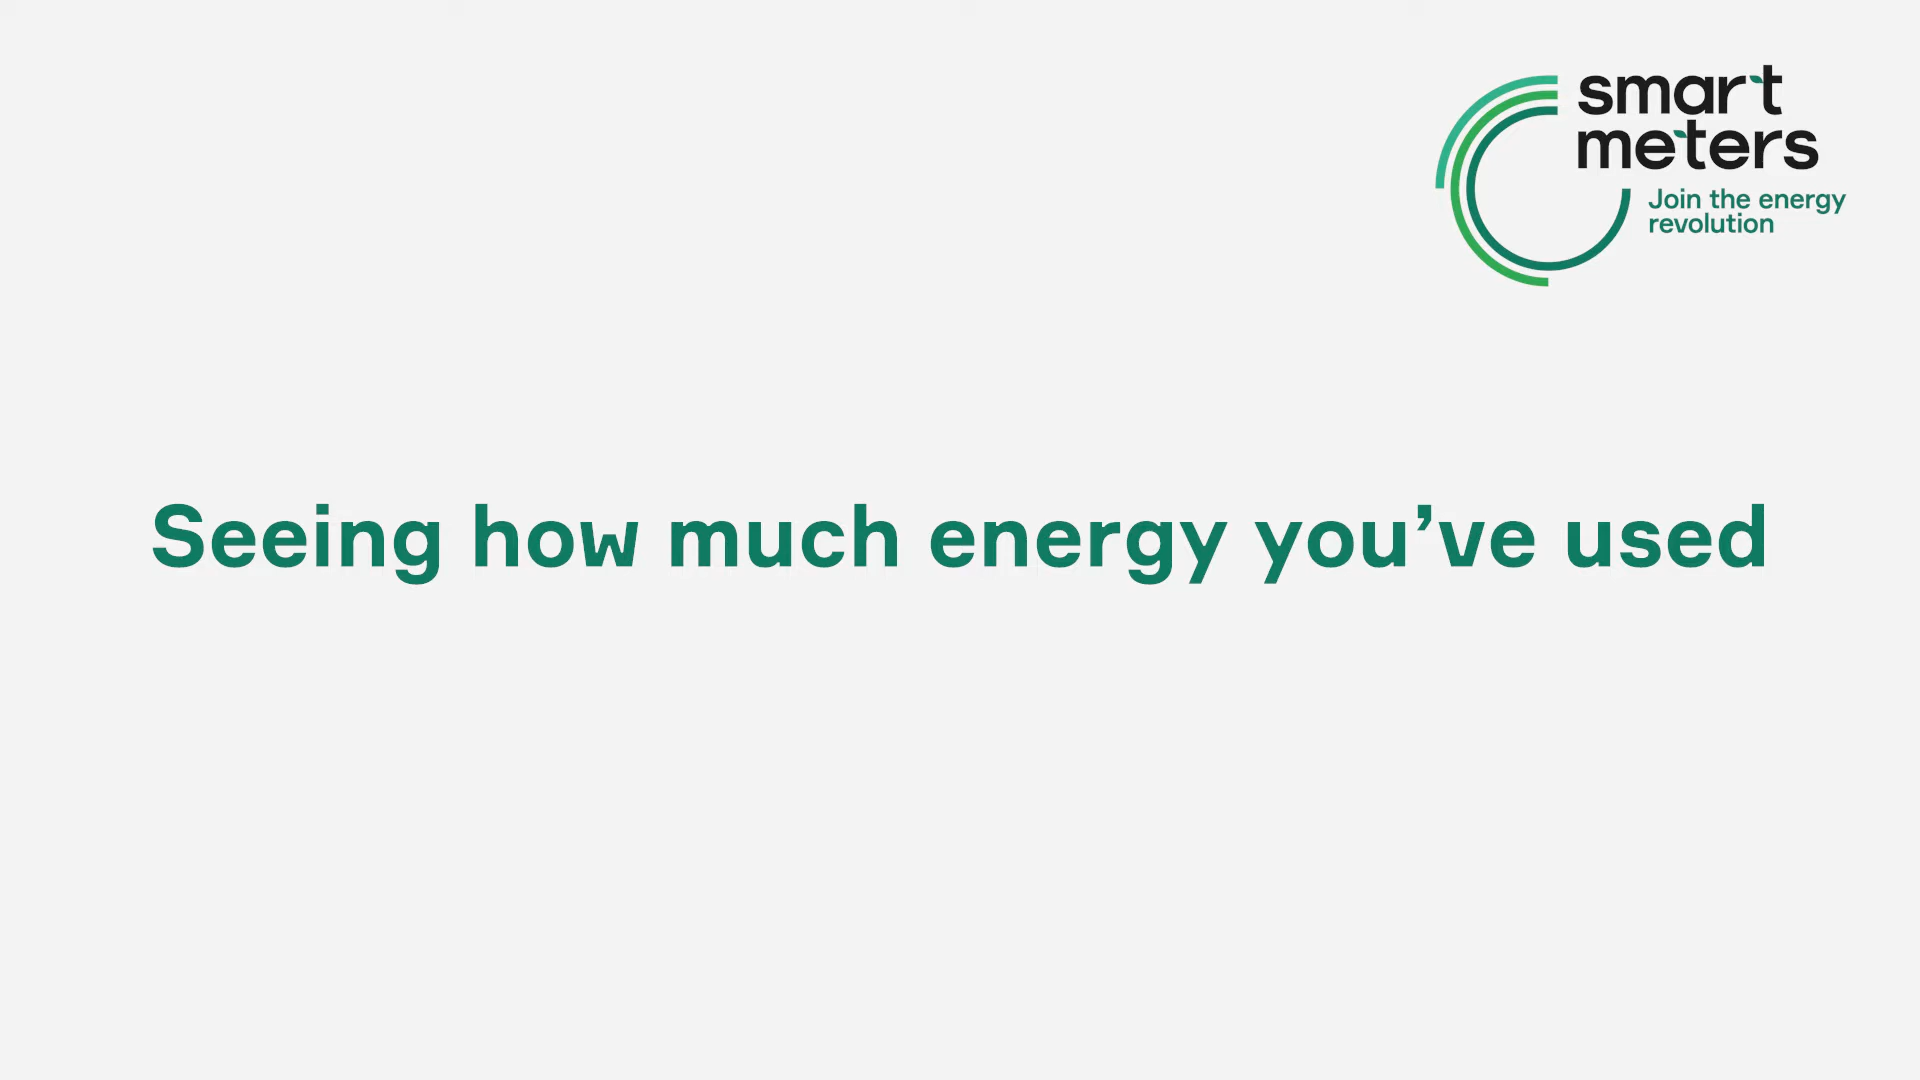 smart
meters
Join the energy
revolution
Seeing how much energy you’ve used